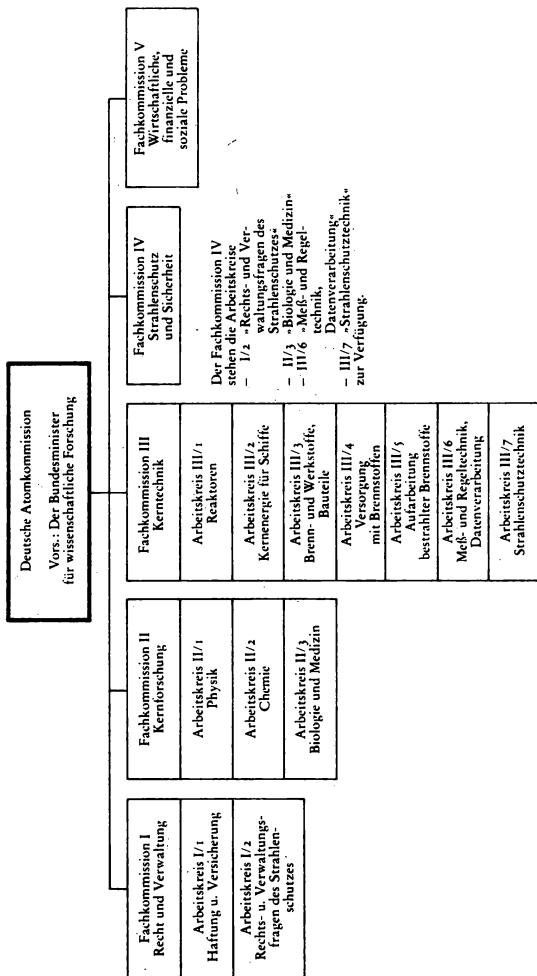 Deutsche Atomkommission
Vors.: Der Bundesminister
für wissenschaftliche Forschung
Fachkommission I
Recht und Verwaltung
Arbeitskreis I/1
Haftung u. Versicherung
Arbeitskreis I/2
Rechts- u. Verwaltungs-
fragen des Strahlen-
schutzes
Fachkommission II
Kernforschung
Arbeitskreis II/1
Physik
Arbeitskreis II/2
Chemie
Arbeitskreis II/3
Biologie und Medizin
Fachkommission III
Kerntechnik
Arbeitskreis III/1
Reaktoren
Arbeitskreis III/2
Kernenergie für Schiffe
Arbeitskreis III/3
Brenn- und Werkstoffe,
Bauteile
Arbeitskreis III/4
Versorgung
mit Brennstoffen
Arbeitskreis III/5
Aufarbeitung
bestrahlter Brennstoffe
Arbeitskreis III/6
Meß- und Regeltechnik,
Datenverarbeitung
Arbeitskreis III/7
Strahlenschutztechnik
Fachkommission IV
Strahlenschutz
und Sicherheit
Der Fachkommission IV
stehen die Arbeitskreise
– I/2 »Rechts- und Ver-
waltungsfragen des
Strahlenschutzes«
– II/3 »Biologie und Medizin«
– III/6 »Meß- und Regel-
technik,
Datenverarbeitung«
– III/7 »Strahlenschutztechnik«
zur Verfügung.
Fachkommission V
Wirtschaftliche,
finanzielle und
soziale Probleme